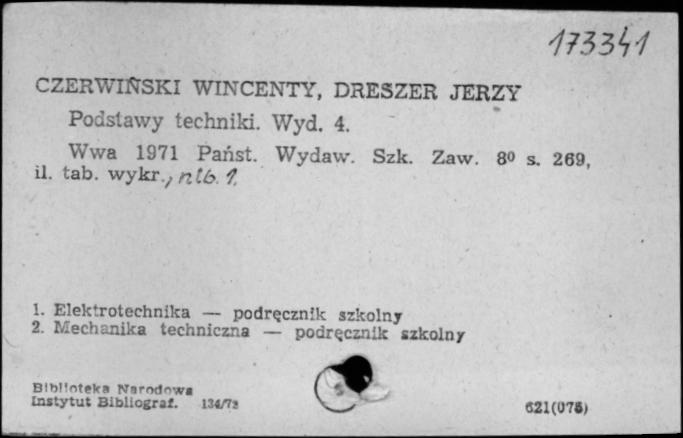 173341
CZERWIŃSKI WINCENTY, DRESZER JERZY
Podstawy techniki. Wyd. 4.
Wwa 1971 Państ. Wydaw. Szk. Zaw. 8⁰ s. 269,
il. tab. wykr., nlb. 1.
1. Elektrotechnika — podręcznik szkolny
2. Mechanika techniczna — podręcznik szkolny
Biblioteka Narodowa
Instytut Bibliograf. 134/72
621(075)